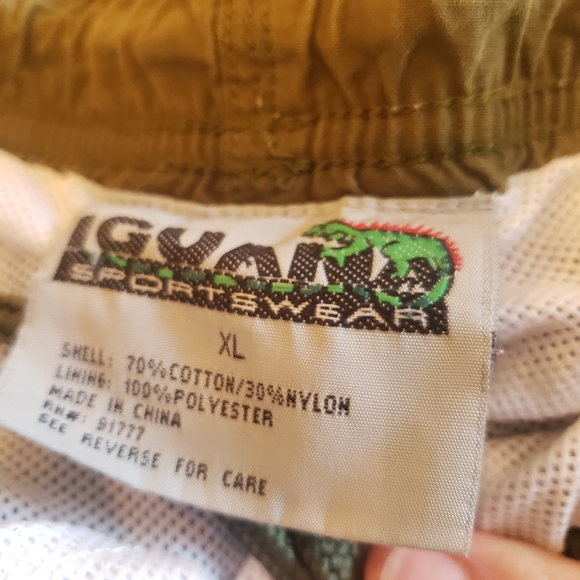 IGUANA
SPORTSWEAR
XL
SHELL: 70%COTTON/30%NYLON
LINING: 100%POLYESTER
MADE IN CHINA
RN#: 91777
SEE REVERSE FOR CARE